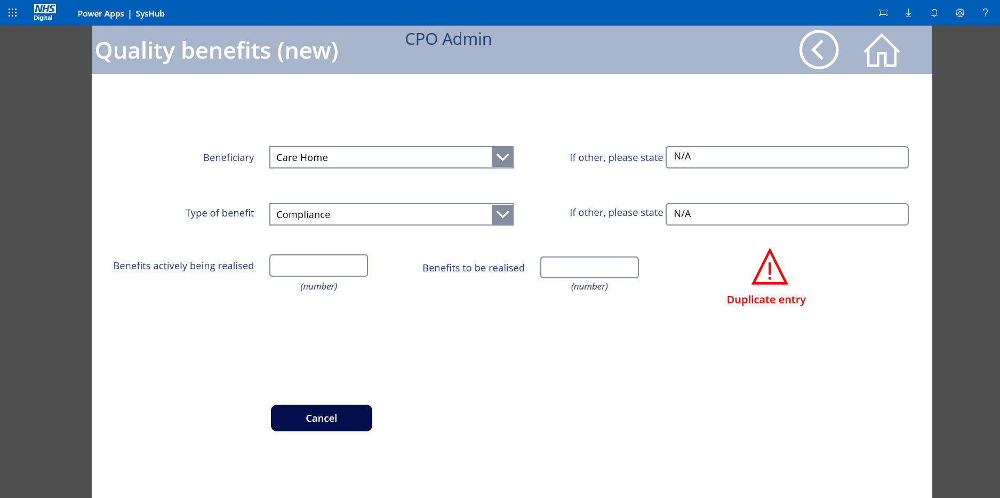 NHS
Digital
Power Apps | SysHub
?
Quality benefits (new)
CPO Admin
Beneficiary
Care Home
If other, please state
N/A
Type of benefit
Compliance
If other, please state
N/A
Benefits actively being realised
(number)
Benefits to be realised
(number)
Duplicate entry
Cancel